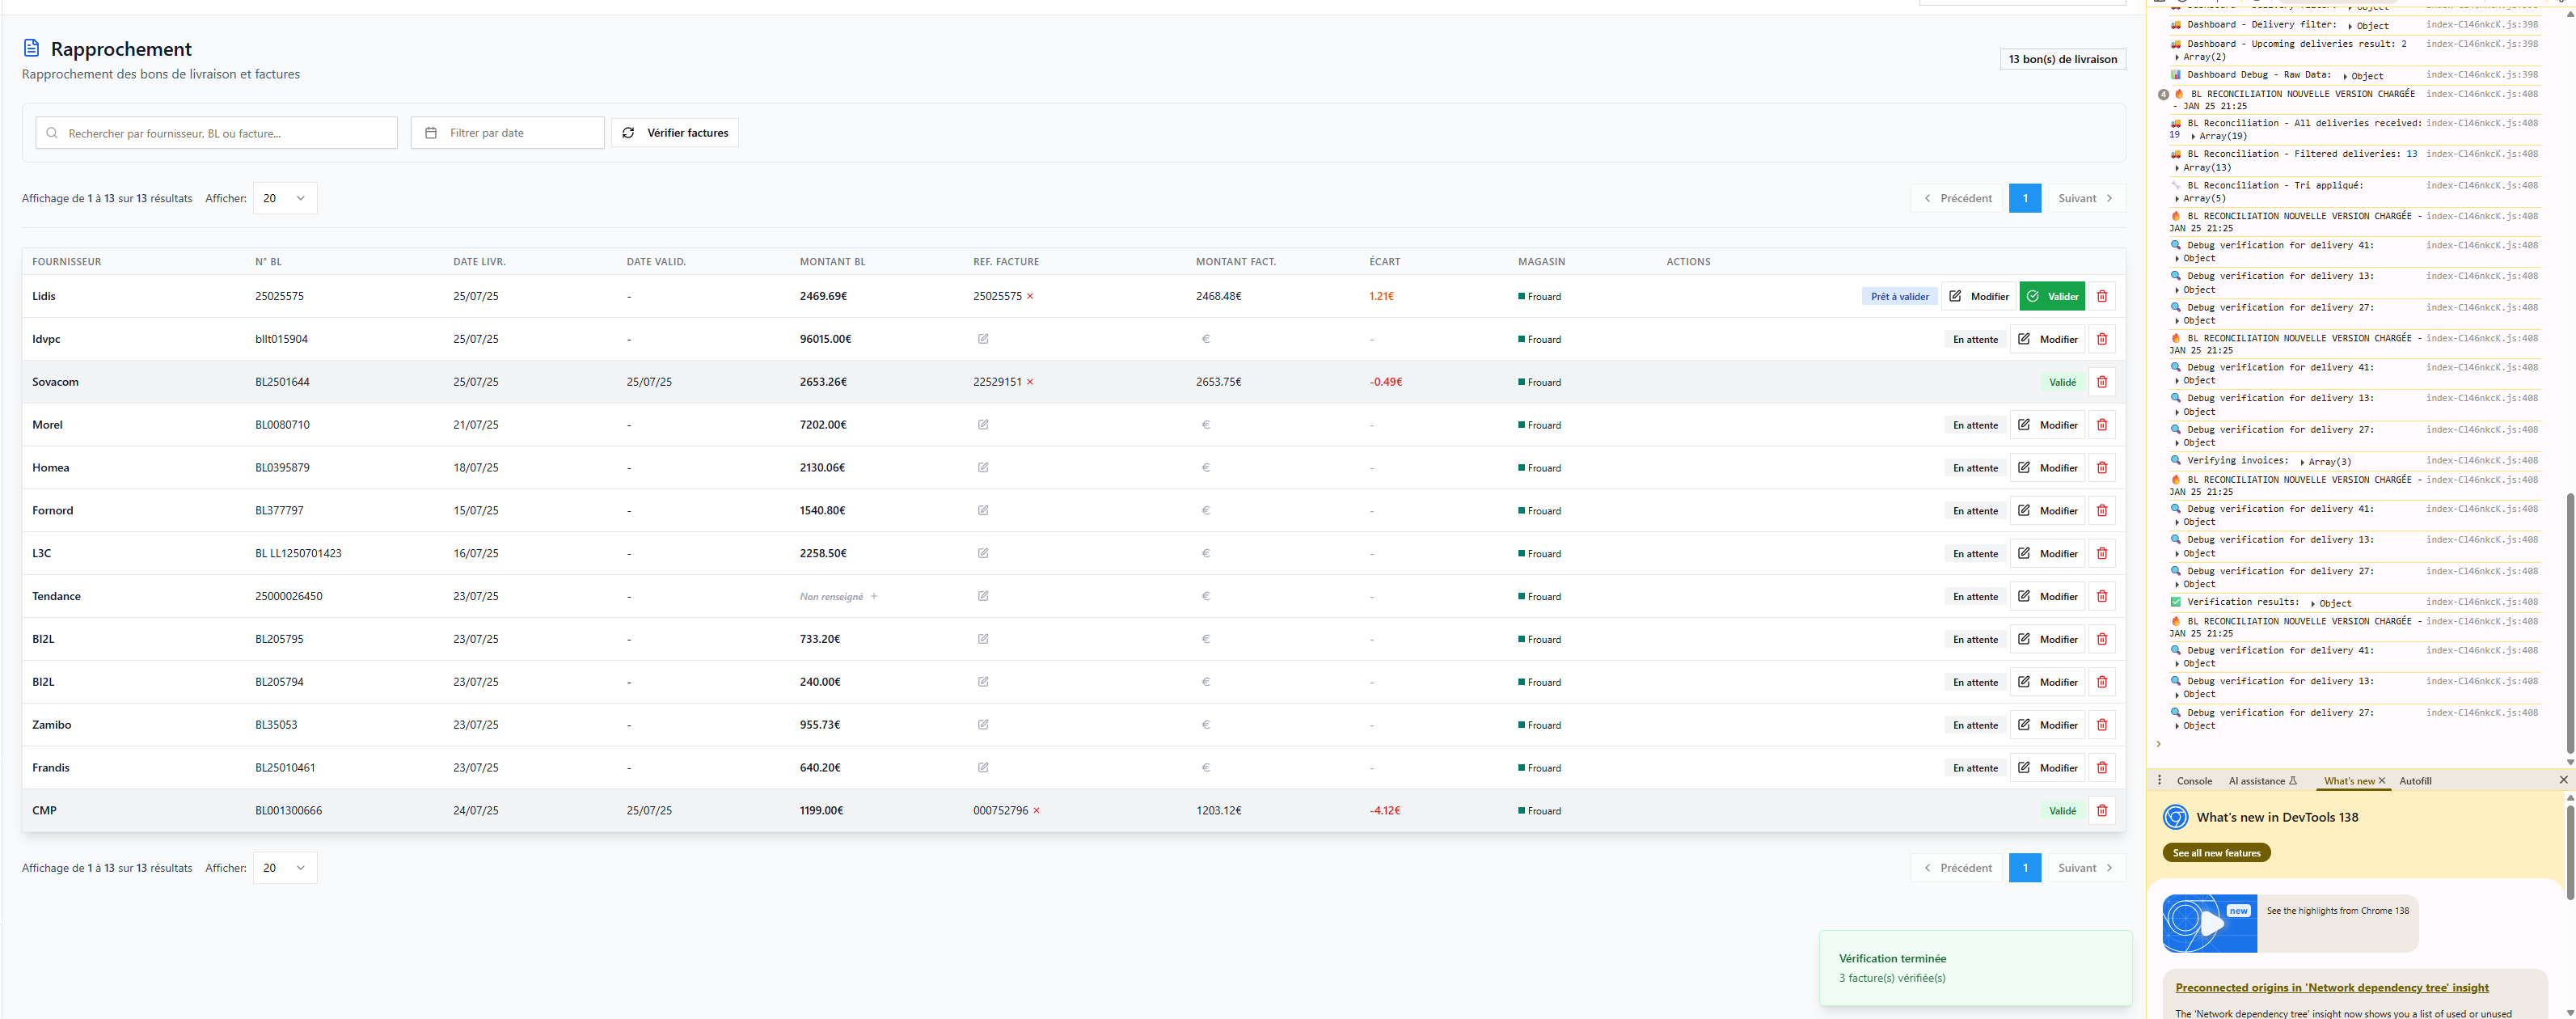 Rapprochement
Rapprochement des bons de livraison et factures
13 bon(s) de livraison
Rechercher par fournisseur, BL ou facture...
Filtrer par date
Vérifier factures
Affichage de 1 à 13 sur 13 résultats Afficher: 20
Précédent 1 Suivant
FOURNISSEUR N° BL DATE LIVR. DATE VALID. MONTANT BL REF. FACTURE MONTANT FACT. ÉCART MAGASIN ACTIONS
Lidis 25025575 25/07/25 - 2469.69€ 25025575 × 2468.48€ 1.21€ Frouard Prêt à valider Modifier Valider
Idvpc bllt015904 25/07/25 - 96015.00€ € - Frouard En attente Modifier
Sovacom BL2501644 25/07/25 25/07/25 2653.26€ 22529151 × 2653.75€ -0.49€ Frouard Validé
Morel BL0080710 21/07/25 - 7202.00€ € - Frouard En attente Modifier
Homea BL0395879 18/07/25 - 2130.06€ € - Frouard En attente Modifier
Fornord BL377797 15/07/25 - 1540.80€ € - Frouard En attente Modifier
L3C BL LL1250701423 16/07/25 - 2258.50€ € - Frouard En attente Modifier
Tendance 25000026450 23/07/25 - Non renseigné + € - Frouard En attente Modifier
BI2L BL205795 23/07/25 - 733.20€ € - Frouard En attente Modifier
BI2L BL205794 23/07/25 - 240.00€ € - Frouard En attente Modifier
Zamibo BL35053 23/07/25 - 955.73€ € - Frouard En attente Modifier
Frandis BL25010461 23/07/25 - 640.20€ € - Frouard En attente Modifier
CMP BL001300666 24/07/25 25/07/25 1199.00€ 000752796 × 1203.12€ -4.12€ Frouard Validé
Affichage de 1 à 13 sur 13 résultats Afficher: 20
Précédent 1 Suivant
Vérification terminée
3 facture(s) vérifiée(s)
Dashboard - Delivery filter: Object index-Cl46nkcK.js:398
Dashboard - Upcoming deliveries result: 2 index-Cl46nkcK.js:398
Array(2)
Dashboard Debug - Raw Data: Object index-Cl46nkcK.js:398
4 BL RECONCILIATION NOUVELLE VERSION CHARGÉE index-Cl46nkcK.js:408
- JAN 25 21:25
BL Reconciliation - All deliveries received: index-Cl46nkcK.js:408
19 Array(19)
BL Reconciliation - Filtered deliveries: 13 index-Cl46nkcK.js:408
Array(13)
BL Reconciliation - Tri appliqué: index-Cl46nkcK.js:408
Array(5)
BL RECONCILIATION NOUVELLE VERSION CHARGÉE - index-Cl46nkcK.js:408
JAN 25 21:25
Debug verification for delivery 41: index-Cl46nkcK.js:408
Object
Debug verification for delivery 13: index-Cl46nkcK.js:408
Object
Debug verification for delivery 27: index-Cl46nkcK.js:408
Object
BL RECONCILIATION NOUVELLE VERSION CHARGÉE - index-Cl46nkcK.js:408
JAN 25 21:25
Debug verification for delivery 41: index-Cl46nkcK.js:408
Object
Debug verification for delivery 13: index-Cl46nkcK.js:408
Object
Debug verification for delivery 27: index-Cl46nkcK.js:408
Object
Verifying invoices: Array(3) index-Cl46nkcK.js:408
BL RECONCILIATION NOUVELLE VERSION CHARGÉE - index-Cl46nkcK.js:408
JAN 25 21:25
Debug verification for delivery 41: index-Cl46nkcK.js:408
Object
Debug verification for delivery 13: index-Cl46nkcK.js:408
Object
Debug verification for delivery 27: index-Cl46nkcK.js:408
Object
Verification results: Object index-Cl46nkcK.js:408
BL RECONCILIATION NOUVELLE VERSION CHARGÉE - index-Cl46nkcK.js:408
JAN 25 21:25
Debug verification for delivery 41: index-Cl46nkcK.js:408
Object
Debug verification for delivery 13: index-Cl46nkcK.js:408
Object
Debug verification for delivery 27: index-Cl46nkcK.js:408
Object
Console AI assistance What's new × Autofill
What's new in DevTools 138
See all new features
new
See the highlights from Chrome 138
Preconnected origins in 'Network dependency tree' insight
The 'Network dependency tree' insight now shows you a list of used or unused